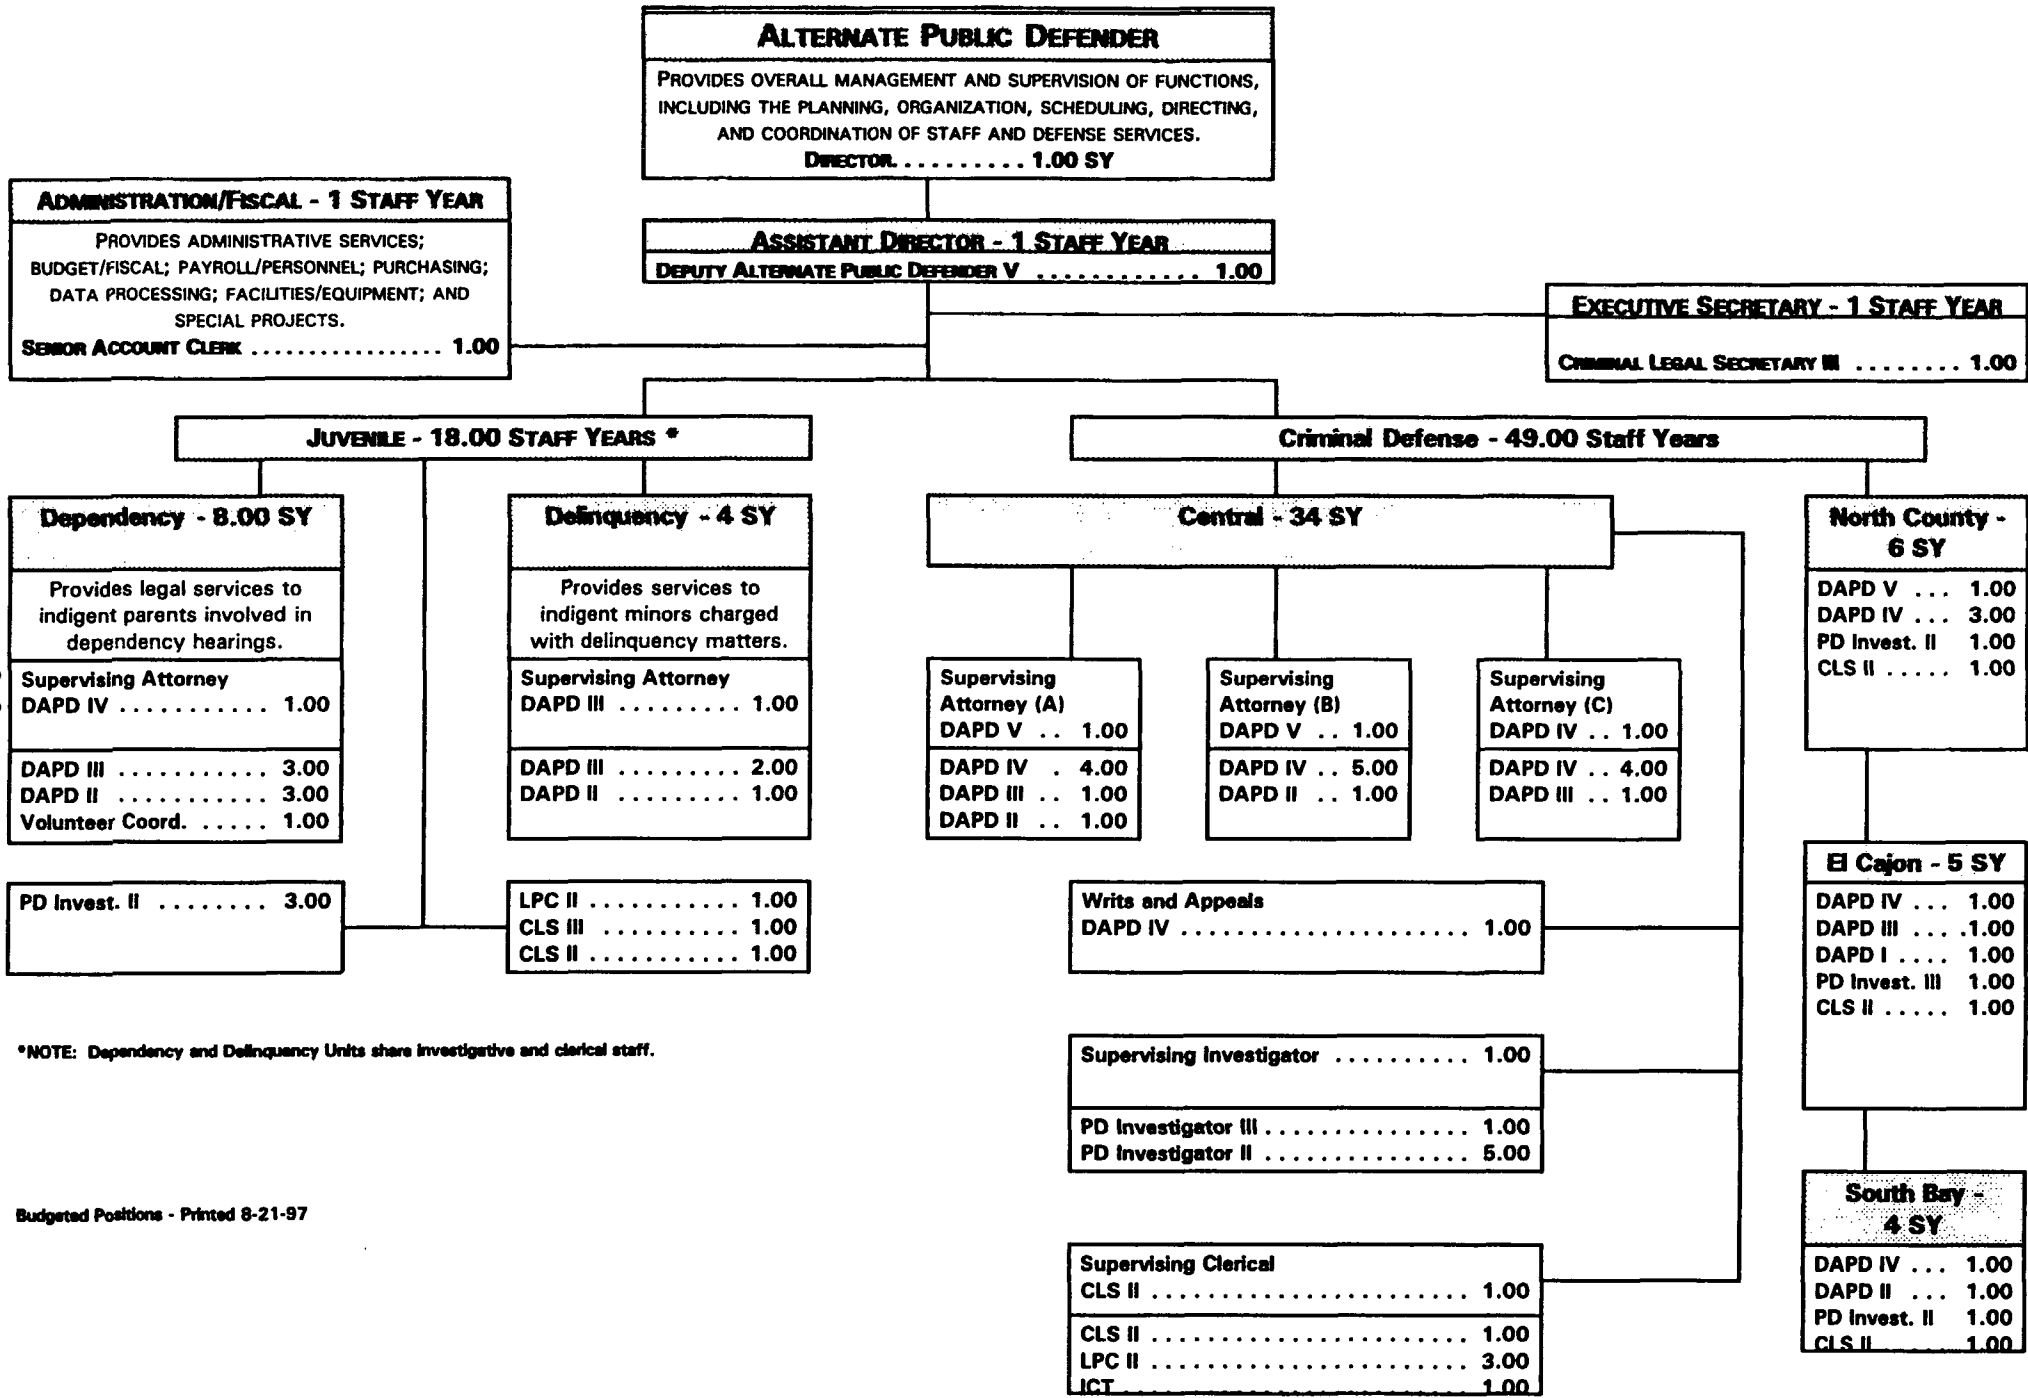 ALTERNATE PUBLIC DEFENDER
PROVIDES OVERALL MANAGEMENT AND SUPERVISION OF FUNCTIONS,
INCLUDING THE PLANNING, ORGANIZATION, SCHEDULING, DIRECTING,
AND COORDINATION OF STAFF AND DEFENSE SERVICES.
DIRECTOR. . . . . . . . . . 1.00 SY
ADMINISTRATION/FISCAL - 1 STAFF YEAR
PROVIDES ADMINISTRATIVE SERVICES;
BUDGET/FISCAL; PAYROLL/PERSONNEL; PURCHASING;
DATA PROCESSING; FACILITIES/EQUIPMENT; AND
SPECIAL PROJECTS.
SENIOR ACCOUNT CLERK . . . . . . . . . . . . . . . . 1.00
ASSISTANT DIRECTOR - 1 STAFF YEAR
DEPUTY ALTERNATE PUBLIC DEFENDER V . . . . . . . . . . . . 1.00
EXECUTIVE SECRETARY - 1 STAFF YEAR
CRIMINAL LEGAL SECRETARY III . . . . . . . . 1.00
JUVENILE - 18.00 STAFF YEARS *
Dependency - 8.00 SY
Provides legal services to
indigent parents involved in
dependency hearings.
Supervising Attorney
DAPD IV . . . . . . . . . . . 1.00
DAPD III . . . . . . . . . . . 3.00
DAPD II . . . . . . . . . . . 3.00
Volunteer Coord. . . . . . 1.00
PD Invest. II . . . . . . . . 3.00
Delinquency - 4 SY
Provides services to
indigent minors charged
with delinquency matters.
Supervising Attorney
DAPD III . . . . . . . . . 1.00
DAPD III . . . . . . . . . 2.00
DAPD II . . . . . . . . . 1.00
LPC II . . . . . . . . . . . 1.00
CLS III . . . . . . . . . . 1.00
CLS II . . . . . . . . . . . 1.00
*NOTE: Dependency and Delinquency Units share investigative and clerical staff.
Budgeted Positions - Printed 8-21-97
Criminal Defense - 49.00 Staff Years
Central - 34 SY
Supervising
Attorney (A)
DAPD V . . 1.00
DAPD IV . 4.00
DAPD III . . 1.00
DAPD II . . 1.00
Supervising
Attorney (B)
DAPD V . . 1.00
DAPD IV . . 5.00
DAPD II . . 1.00
Supervising
Attorney (C)
DAPD IV . . 1.00
DAPD IV . . 4.00
DAPD III . . 1.00
Writs and Appeals
DAPD IV . . . . . . . . . . . . . . . . . . . . . 1.00
Supervising Investigator . . . . . . . . . . 1.00
PD Investigator III . . . . . . . . . . . . . . . 1.00
PD Investigator II . . . . . . . . . . . . . . . 5.00
Supervising Clerical
CLS II . . . . . . . . . . . . . . . . . . . . . . . 1.00
CLS II . . . . . . . . . . . . . . . . . . . . . . . 1.00
LPC II . . . . . . . . . . . . . . . . . . . . . . . 3.00
ICT . . . . . . . . . . . . . . . . . . . . . . . . . 1.00
North County -
6 SY
DAPD V . . . 1.00
DAPD IV . . . 3.00
PD Invest. II 1.00
CLS II . . . . . 1.00
El Cajon - 5 SY
DAPD IV . . . 1.00
DAPD III . . . .1.00
DAPD I . . . . 1.00
PD Invest. III 1.00
CLS II . . . . . 1.00
South Bay -
4 SY
DAPD IV . . . 1.00
DAPD II . . . 1.00
PD Invest. II 1.00
CLS II . . . . . 1.00